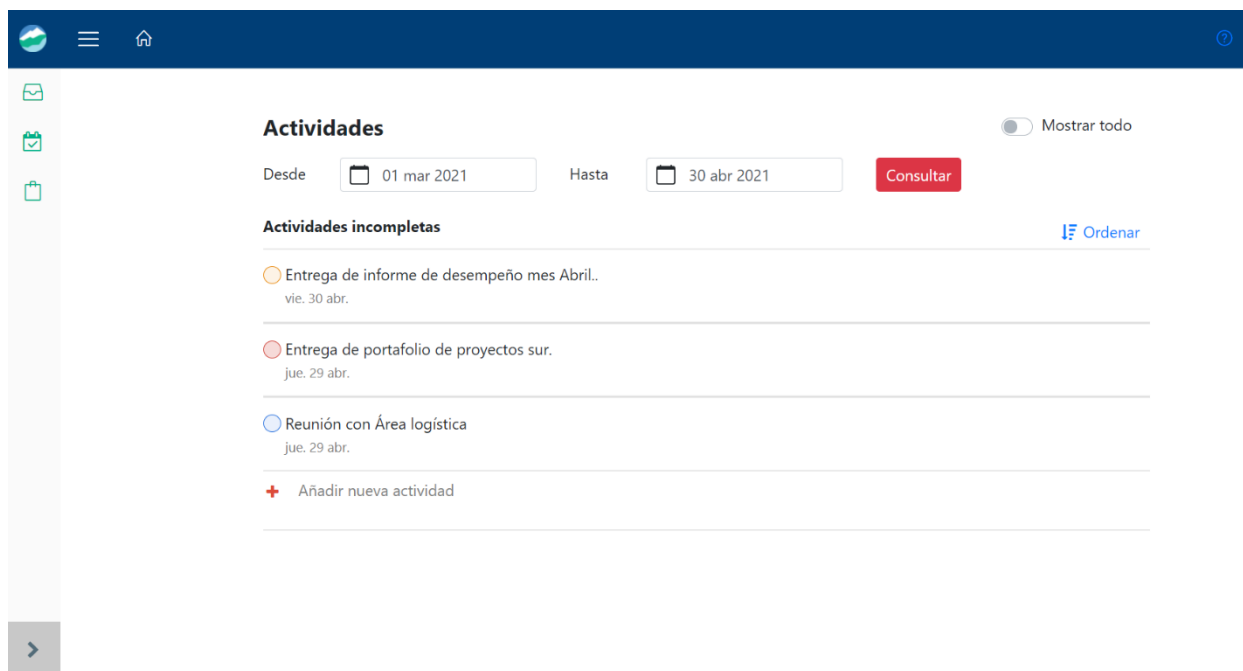 Actividades
Mostrar todo
Desde 01 mar 2021 Hasta 30 abr 2021 Consultar
Actividades incompletas
Ordenar
Entrega de informe de desempeño mes Abril..
vie. 30 abr.
Entrega de portafolio de proyectos sur.
jue. 29 abr.
Reunión con Área logística
jue. 29 abr.
Añadir nueva actividad